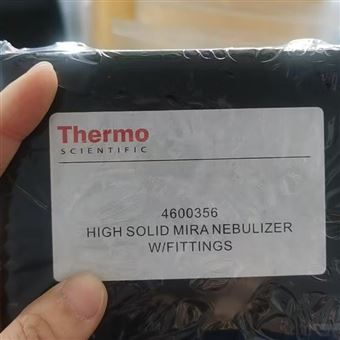 Thermo
SCIENTIFIC
4600356
HIGH SOLID MIRA NEBULIZER
W/FITTINGS